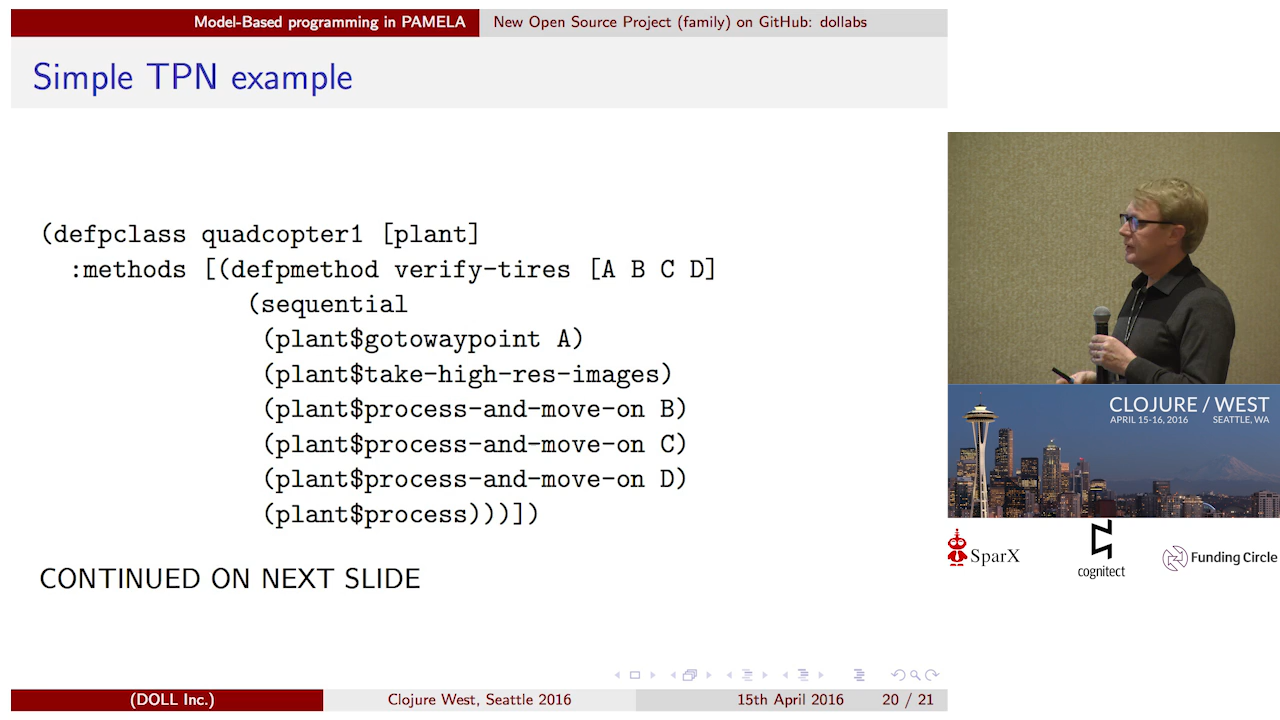 Model-Based programming in PAMELA
New Open Source Project (family) on GitHub: dollabs
Simple TPN example
(defpclass quadcopter1 [plant]
:methods [(defpmethod verify-tires [A B C D]
(sequential
(plant$gotowaypoint A)
(plant$take-high-res-images)
(plant$process-and-move-on B)
(plant$process-and-move-on C)
(plant$process-and-move-on D)
(plant$process)))])
CONTINUED ON NEXT SLIDE
(DOLL Inc.)
Clojure West, Seattle 2016
15th April 2016
20 / 21
CLOJURE / WEST
APRIL 15-16, 2016 SEATTLE, WA
SparX
cognitect
Funding Circle